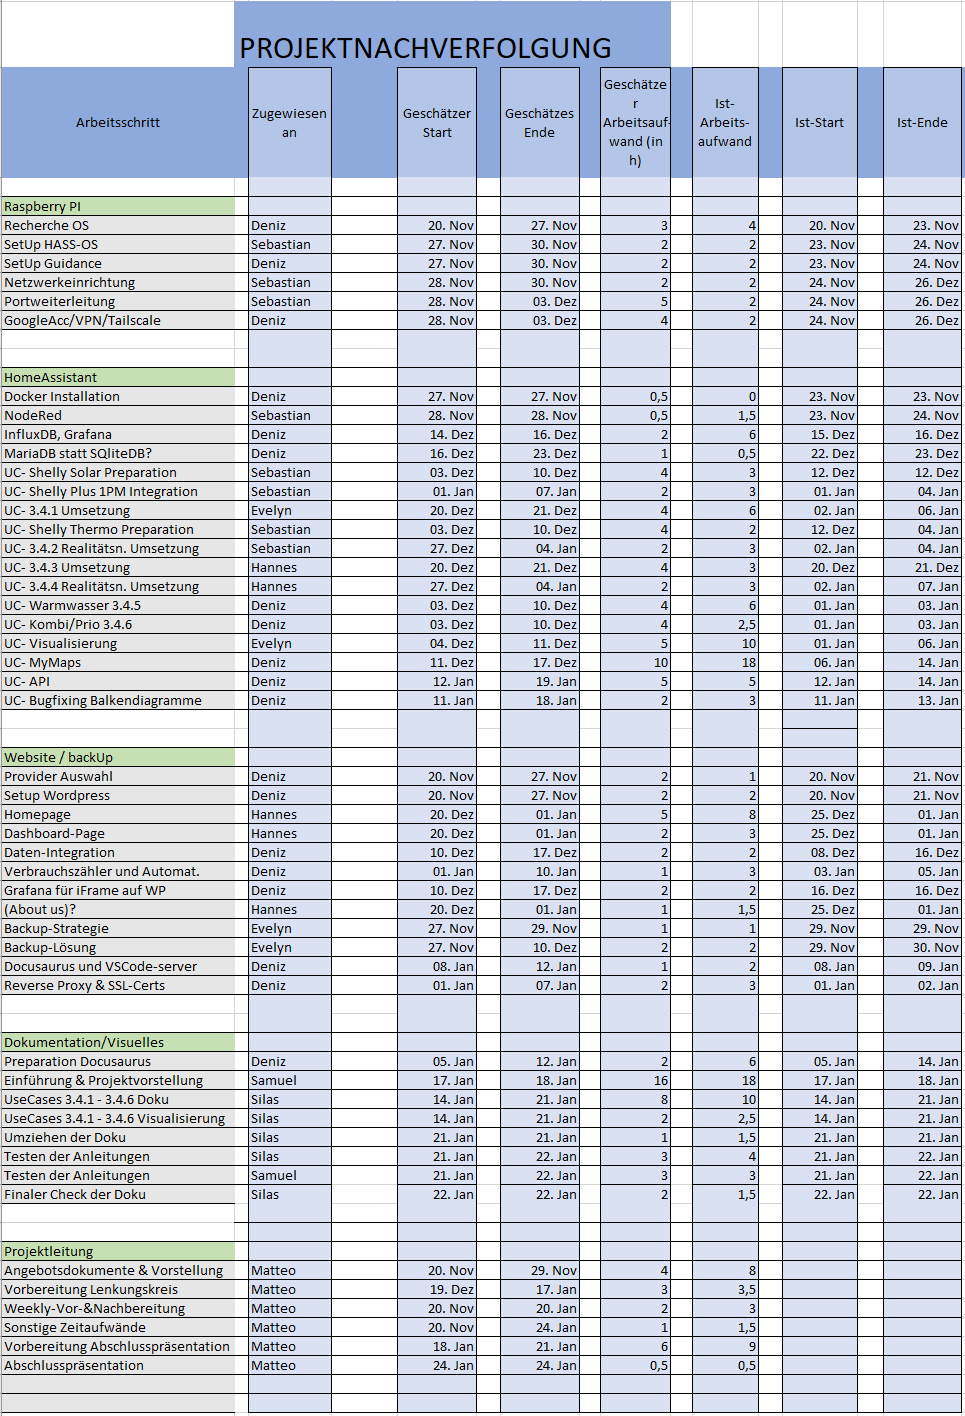 PROJEKTNACHVERFOLGUNG
Arbeitsschritt Zugewiesen an Geschätzer Start Geschätzes Ende Geschätzer Arbeitsauf-wand (in h) Ist-Arbeits-aufwand Ist-Start Ist-Ende
Raspberry PI
Recherche OS Deniz 20. Nov 27. Nov 3 4 20. Nov 23. Nov
SetUp HASS-OS Sebastian 27. Nov 30. Nov 2 2 23. Nov 24. Nov
SetUp Guidance Deniz 27. Nov 30. Nov 2 2 23. Nov 24. Nov
Netzwerkeinrichtung Sebastian 28. Nov 30. Nov 2 2 24. Nov 26. Dez
Portweiterleitung Sebastian 28. Nov 03. Dez 5 2 24. Nov 26. Dez
GoogleAcc/VPN/Tailscale Deniz 28. Nov 03. Dez 4 2 24. Nov 26. Dez
HomeAssistant
Docker Installation Deniz 27. Nov 27. Nov 0,5 0 23. Nov 23. Nov
NodeRed Sebastian 28. Nov 28. Nov 0,5 1,5 23. Nov 24. Nov
InfluxDB, Grafana Deniz 14. Dez 16. Dez 2 6 15. Dez 16. Dez
MariaDB statt SQliteDB? Deniz 16. Dez 23. Dez 1 0,5 22. Dez 23. Dez
UC- Shelly Solar Preparation Sebastian 03. Dez 10. Dez 4 3 12. Dez 12. Dez
UC- Shelly Plus 1PM Integration Sebastian 01. Jan 07. Jan 2 3 01. Jan 04. Jan
UC- 3.4.1 Umsetzung Evelyn 20. Dez 21. Dez 4 6 02. Jan 06. Jan
UC- Shelly Thermo Preparation Sebastian 03. Dez 10. Dez 4 2 12. Dez 04. Jan
UC- 3.4.2 Realitätsn. Umsetzung Sebastian 27. Dez 04. Jan 2 3 02. Jan 04. Jan
UC- 3.4.3 Umsetzung Hannes 20. Dez 21. Dez 4 3 20. Dez 21. Dez
UC- 3.4.4 Realitätsn. Umsetzung Hannes 27. Dez 04. Jan 2 3 02. Jan 07. Jan
UC- Warmwasser 3.4.5 Deniz 03. Dez 10. Dez 4 6 01. Jan 03. Jan
UC- Kombi/Prio 3.4.6 Deniz 03. Dez 10. Dez 4 2,5 01. Jan 03. Jan
UC- Visualisierung Evelyn 04. Dez 11. Dez 5 10 01. Jan 06. Jan
UC- MyMaps Deniz 11. Dez 17. Dez 10 18 06. Jan 14. Jan
UC- API Deniz 12. Jan 19. Jan 5 5 12. Jan 14. Jan
UC- Bugfixing Balkendiagramme Deniz 11. Jan 18. Jan 2 3 11. Jan 13. Jan
Website / backUp
Provider Auswahl Deniz 20. Nov 27. Nov 2 1 20. Nov 21. Nov
Setup Wordpress Deniz 20. Nov 27. Nov 2 2 20. Nov 21. Nov
Homepage Hannes 20. Dez 01. Jan 5 8 25. Dez 01. Jan
Dashboard-Page Hannes 20. Dez 01. Jan 2 3 25. Dez 01. Jan
Daten-Integration Deniz 10. Dez 17. Dez 2 2 08. Dez 16. Dez
Verbrauchszähler und Automat. Deniz 01. Jan 10. Jan 1 3 03. Jan 05. Jan
Grafana für iFrame auf WP Deniz 10. Dez 17. Dez 2 2 16. Dez 16. Dez
(About us)? Hannes 20. Dez 01. Jan 1 1,5 25. Dez 01. Jan
Backup-Strategie Evelyn 27. Nov 29. Nov 1 1 29. Nov 29. Nov
Backup-Lösung Evelyn 27. Nov 10. Dez 2 2 29. Nov 30. Nov
Docusaurus und VSCode-server Deniz 08. Jan 12. Jan 1 2 08. Jan 09. Jan
Reverse Proxy & SSL-Certs Deniz 01. Jan 07. Jan 2 3 01. Jan 02. Jan
Dokumentation/Visuelles
Preparation Docusaurus Deniz 05. Jan 12. Jan 2 6 05. Jan 14. Jan
Einführung & Projektvorstellung Samuel 17. Jan 18. Jan 16 18 17. Jan 18. Jan
UseCases 3.4.1 - 3.4.6 Doku Silas 14. Jan 21. Jan 8 10 14. Jan 21. Jan
UseCases 3.4.1 - 3.4.6 Visualisierung Silas 14. Jan 21. Jan 2 2,5 14. Jan 21. Jan
Umziehen der Doku Silas 21. Jan 21. Jan 1 1,5 21. Jan 21. Jan
Testen der Anleitungen Silas 21. Jan 22. Jan 3 4 21. Jan 22. Jan
Testen der Anleitungen Samuel 21. Jan 22. Jan 3 3 21. Jan 22. Jan
Finaler Check der Doku Silas 22. Jan 22. Jan 2 1,5 22. Jan 22. Jan
Projektleitung
Angebotsdokumente & Vorstellung Matteo 20. Nov 29. Nov 4 8
Vorbereitung Lenkungskreis Matteo 19. Dez 17. Jan 3 3,5
Weekly-Vor-&Nachbereitung Matteo 20. Nov 20. Jan 2 3
Sonstige Zeitaufwände Matteo 20. Nov 24. Jan 1 1,5
Vorbereitung Abschlusspräsentation Matteo 18. Jan 21. Jan 6 9
Abschlusspräsentation Matteo 24. Jan 24. Jan 0,5 0,5